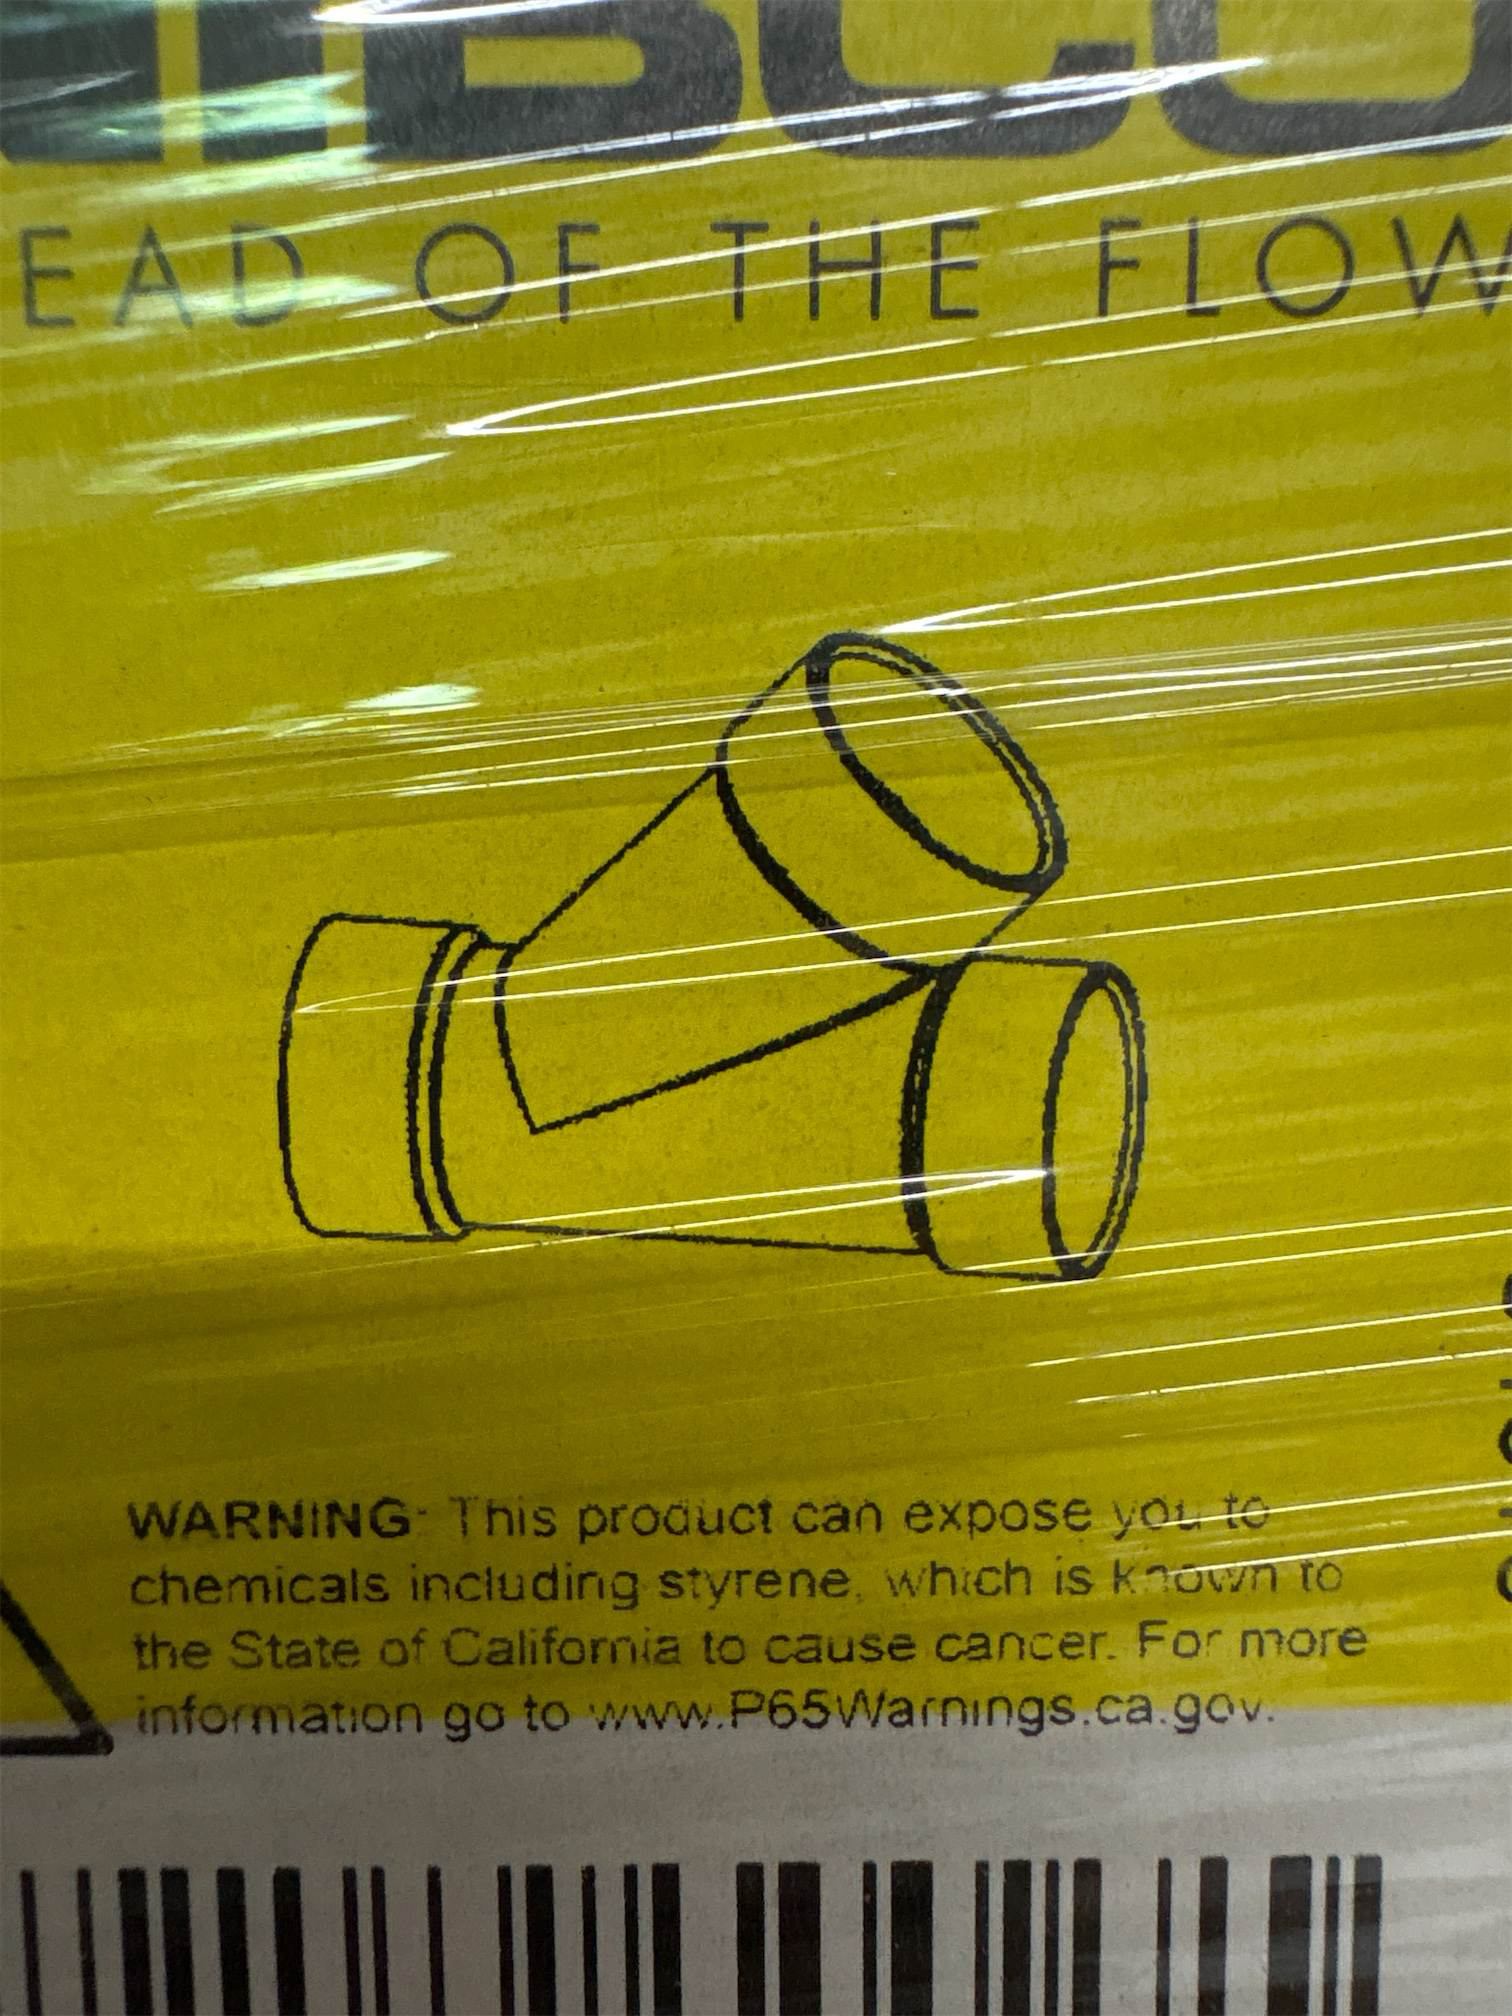 IBCO
EAD OF THE FLOW
WARNING: This product can expose you to
chemicals including styrene, which is known to
the State of California to cause cancer. For more
information go to www.P65Warnings.ca.gov.